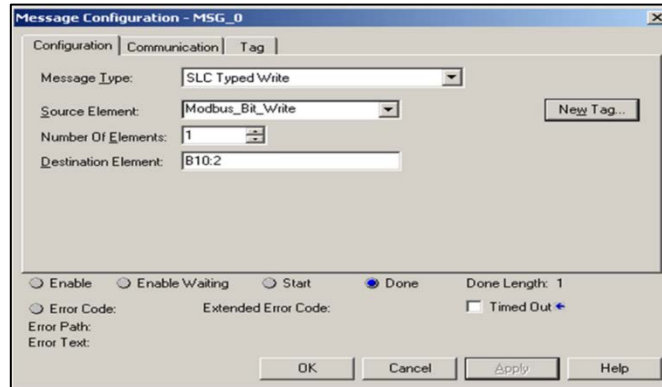 Message Configuration - MSG_0
Configuration Communication Tag
Message Type: SLC Typed Write
Source Element: Modbus_Bit_Write New Tag...
Number Of Elements: 1
Destination Element: B10:2
Enable Enable Waiting Start Done Done Length: 1
Error Code: Extended Error Code: Timed Out
Error Path:
Error Text:
OK Cancel Apply Help